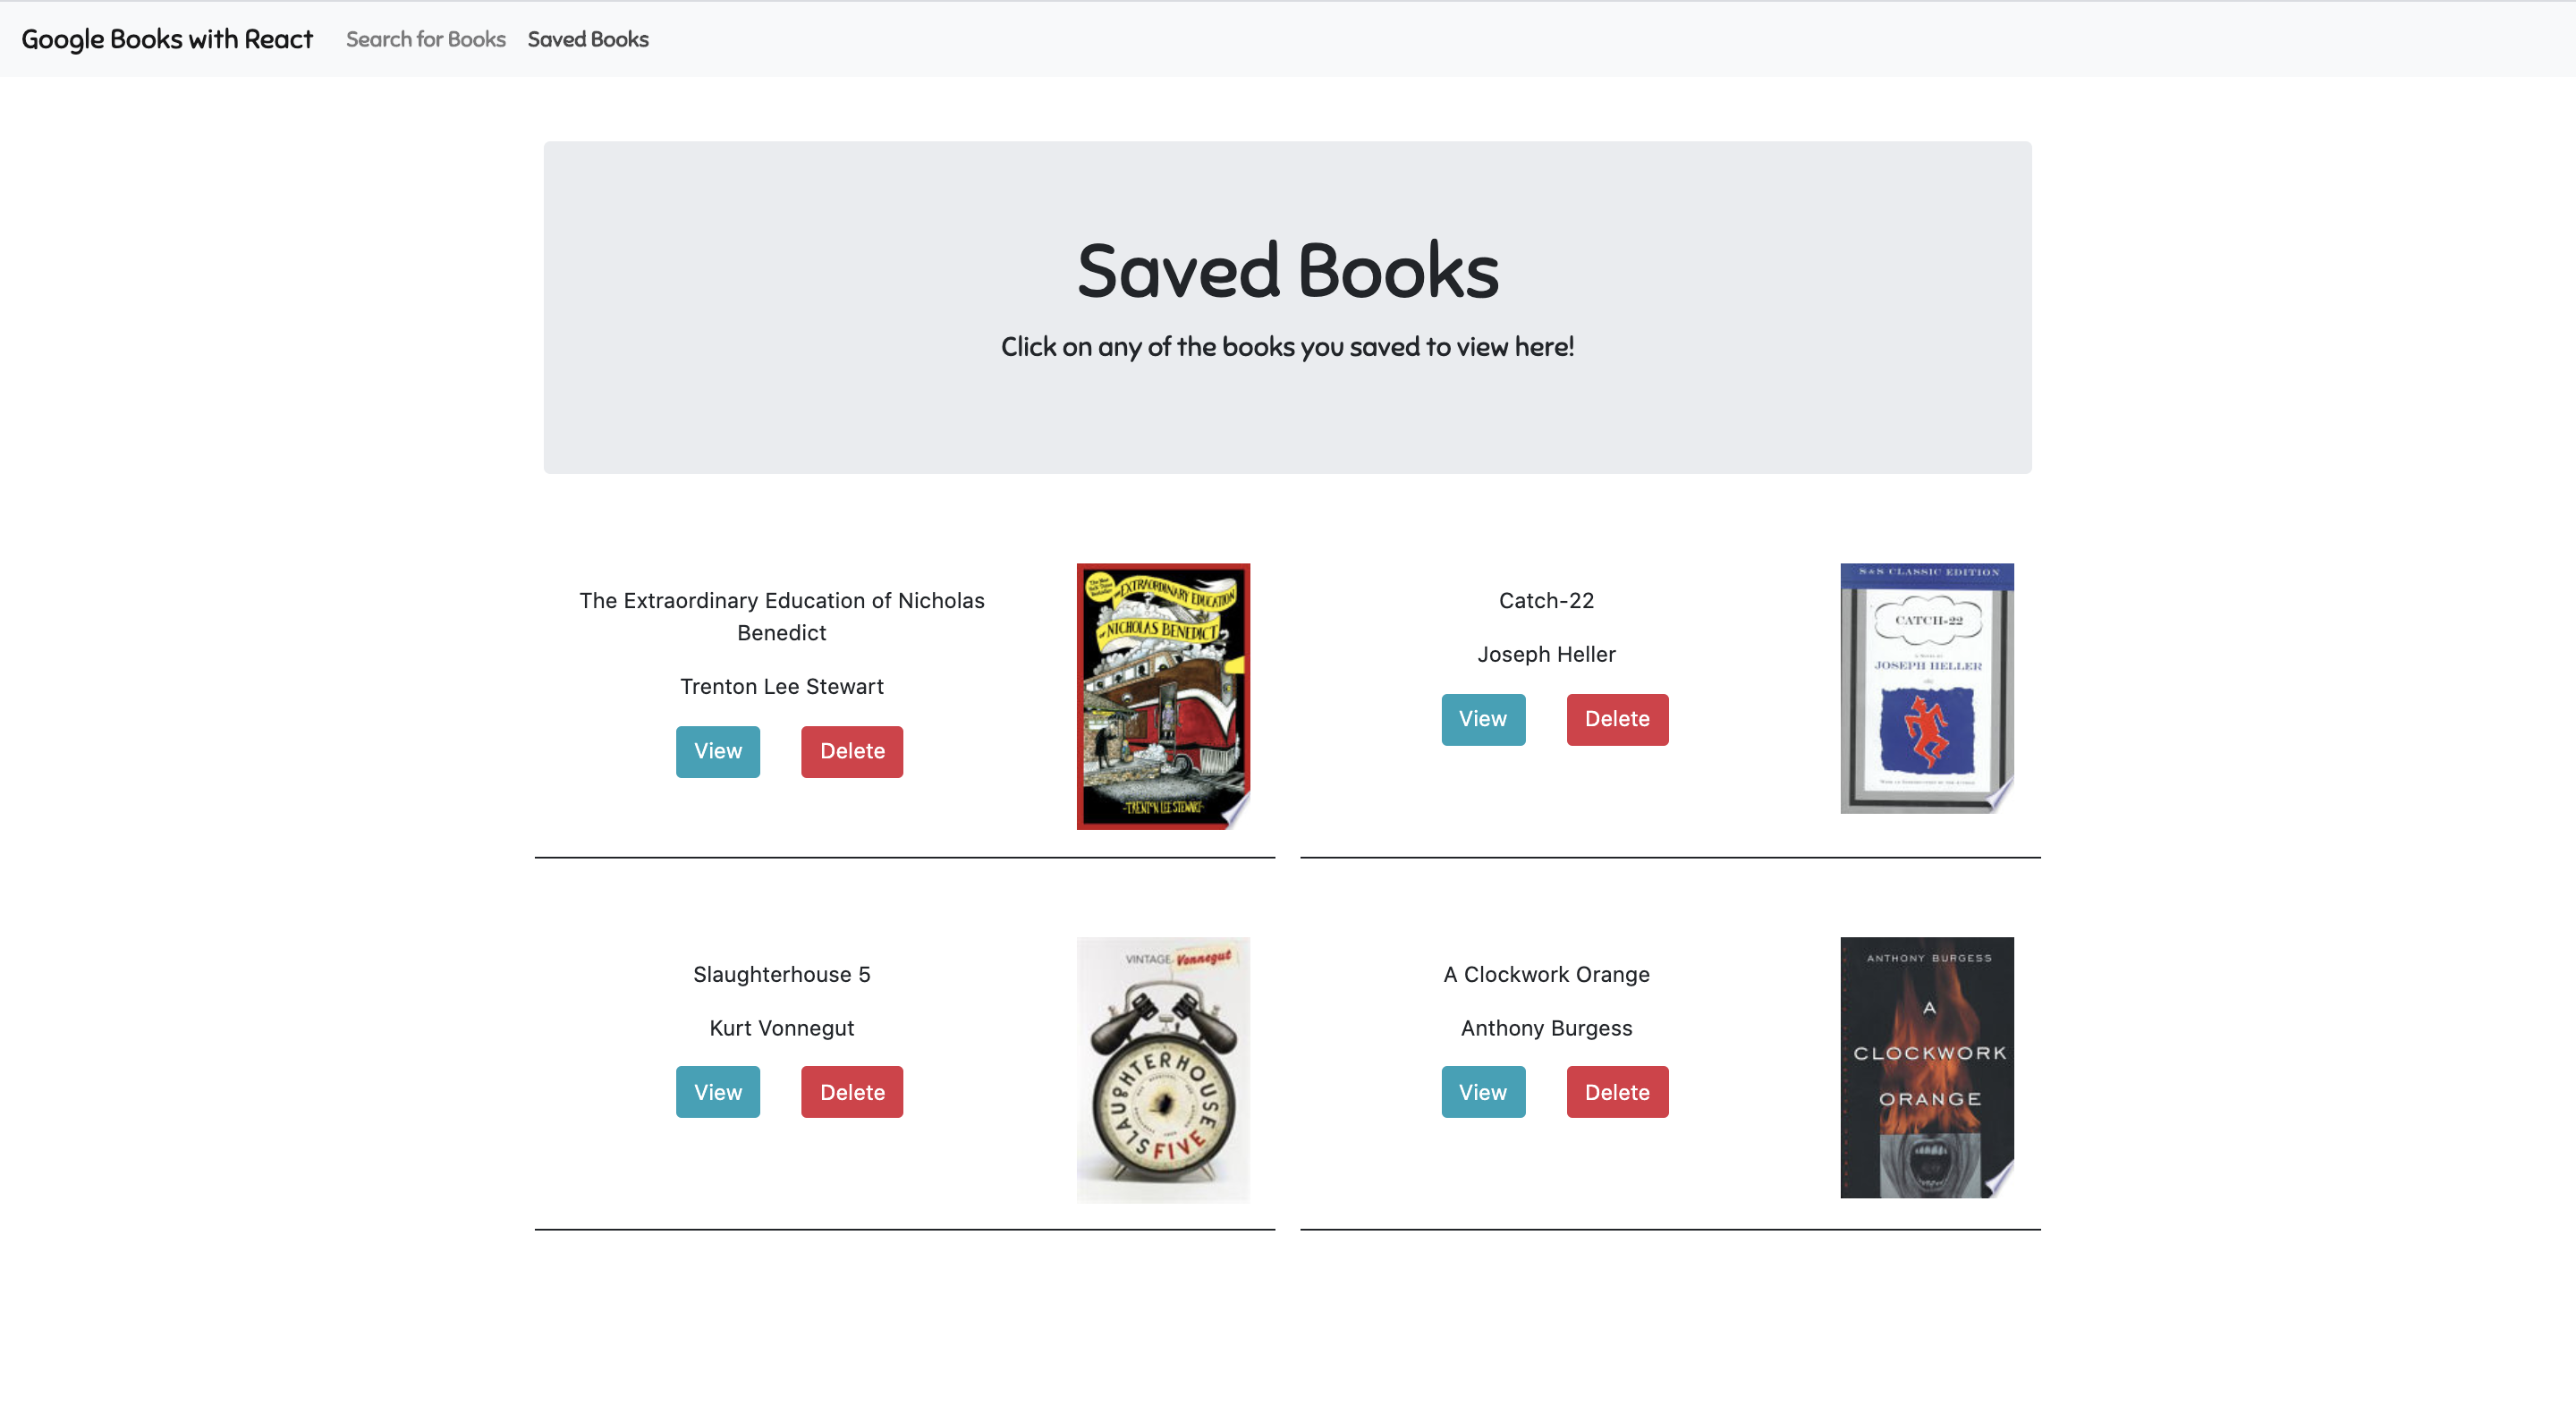 Google Books with React
Search for Books
Saved Books
Saved Books
Click on any of the books you saved to view here!
The Extraordinary Education of Nicholas
Benedict
Trenton Lee Stewart
View
Delete
EXTRAORDINARY EDUCATION
NICHOLAS BENEDICT
TRENTON LEE STEWART
Catch-22
Joseph Heller
View
Delete
S&S CLASSIC EDITION
CATCH-22
JOSEPH HELLER
Slaughterhouse 5
Kurt Vonnegut
View
Delete
VINTAGE Vonnegut
SLAUGHTERHOUSE
FIVE
A Clockwork Orange
Anthony Burgess
View
Delete
ANTHONY BURGESS
A
CLOCKWORK
ORANGE